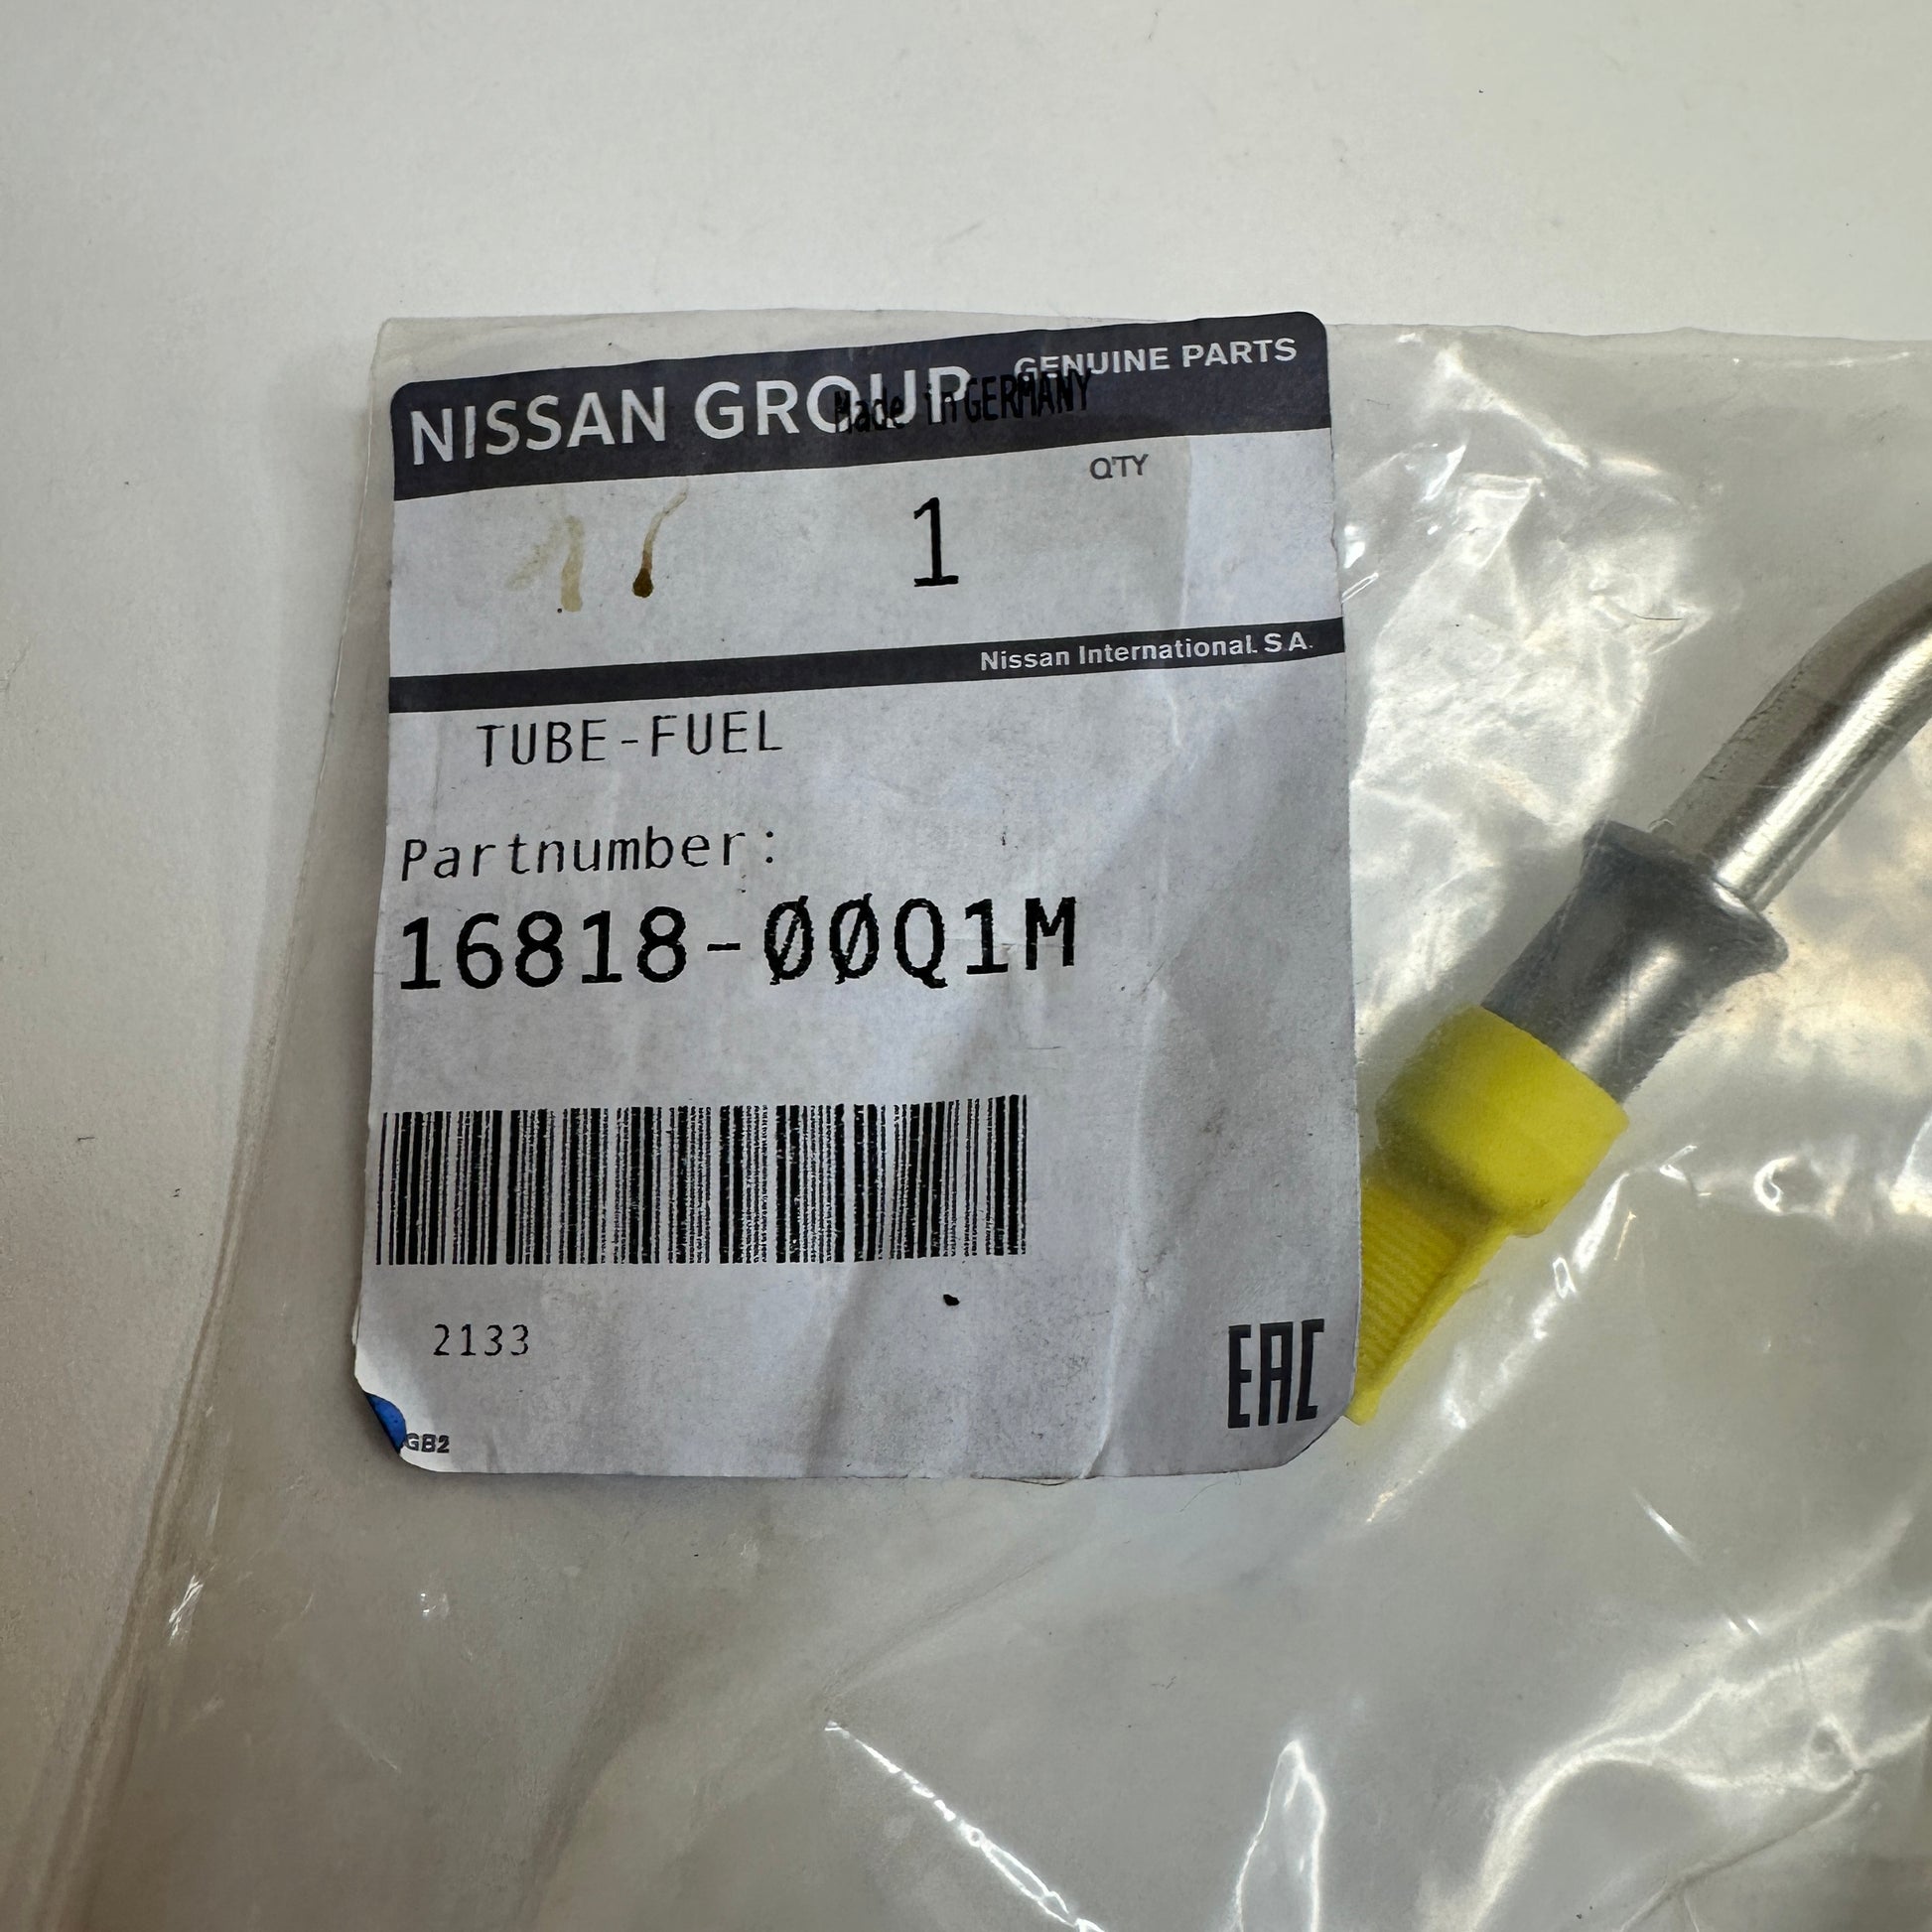 NISSAN GROUP GENUINE PARTS
Made in GERMANY
QTY
1
Nissan International S.A.
TUBE-FUEL
Partnumber:
16818-00Q1M
2133
EAC
GB2